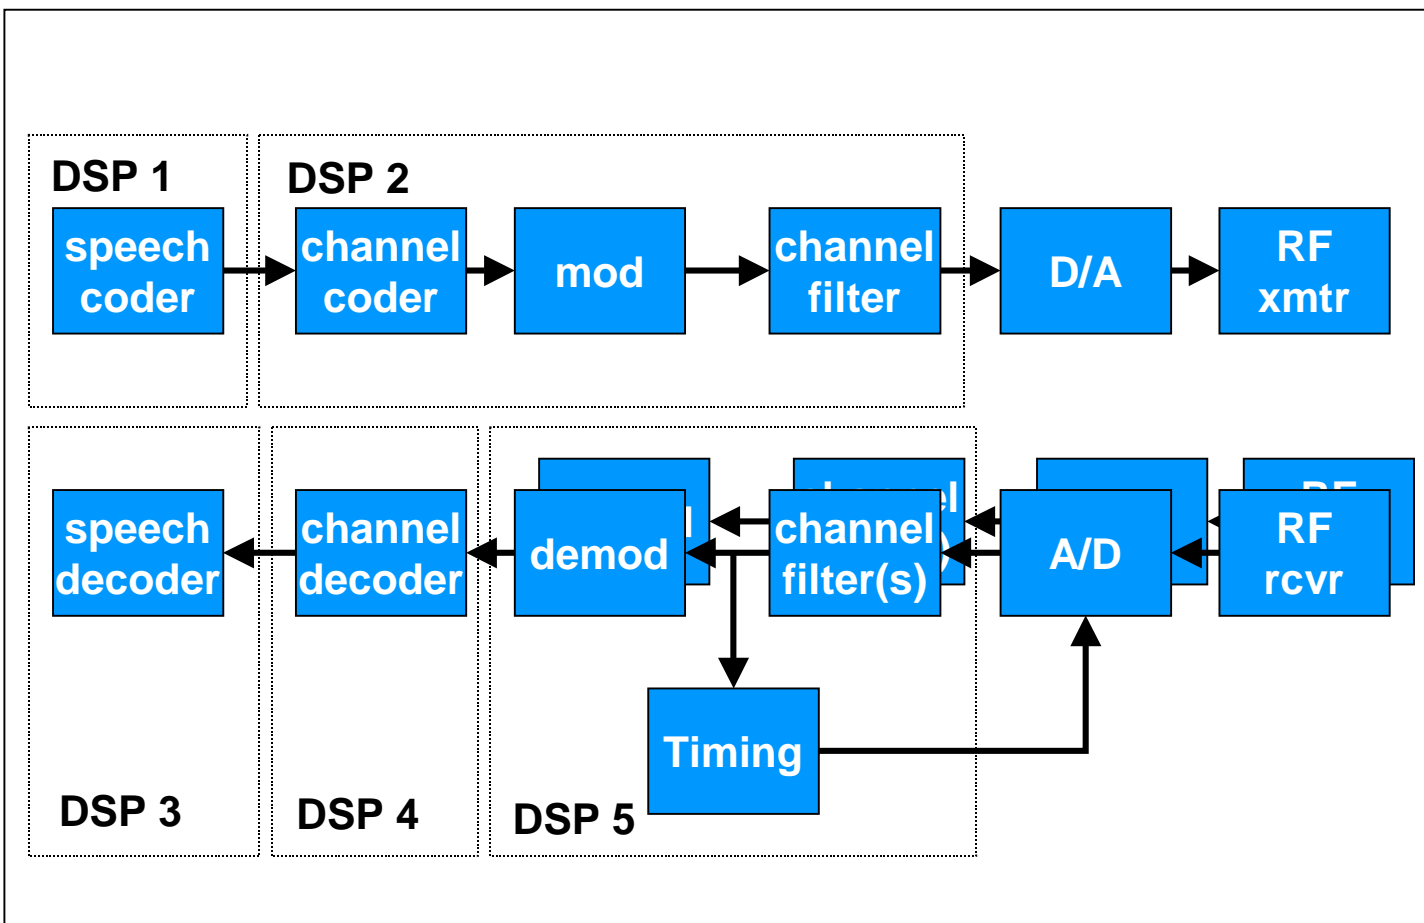 DSP 1
DSP 2
speech
coder
channel
coder
mod
channel
filter
D/A
RF
xmtr
speech
decoder
channel
decoder
demod
channel
filter(s)
A/D
RF
rcvr
Timing
DSP 3
DSP 4
DSP 5